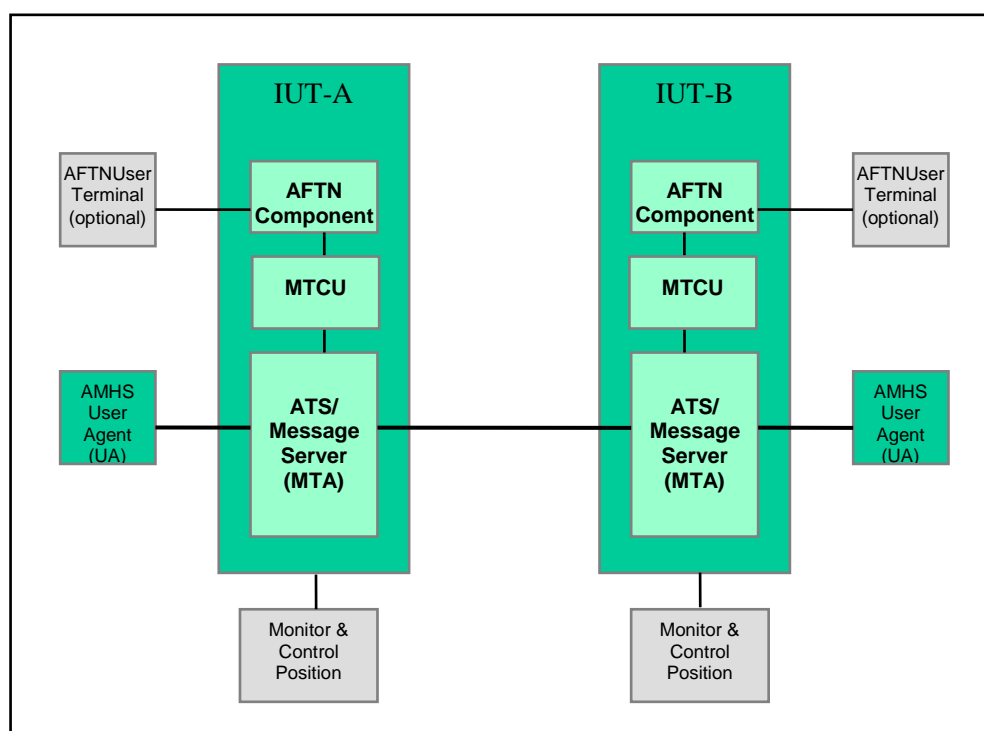 IUT-A
IUT-B
AFTNUser
Terminal
(optional)
AFTN
Component
AFTN
Component
AFTNUser
Terminal
(optional)
MTCU
MTCU
AMHS
User
Agent
(UA)
ATS/
Message
Server
(MTA)
ATS/
Message
Server
(MTA)
AMHS
User
Agent
(UA)
Monitor &
Control
Position
Monitor &
Control
Position